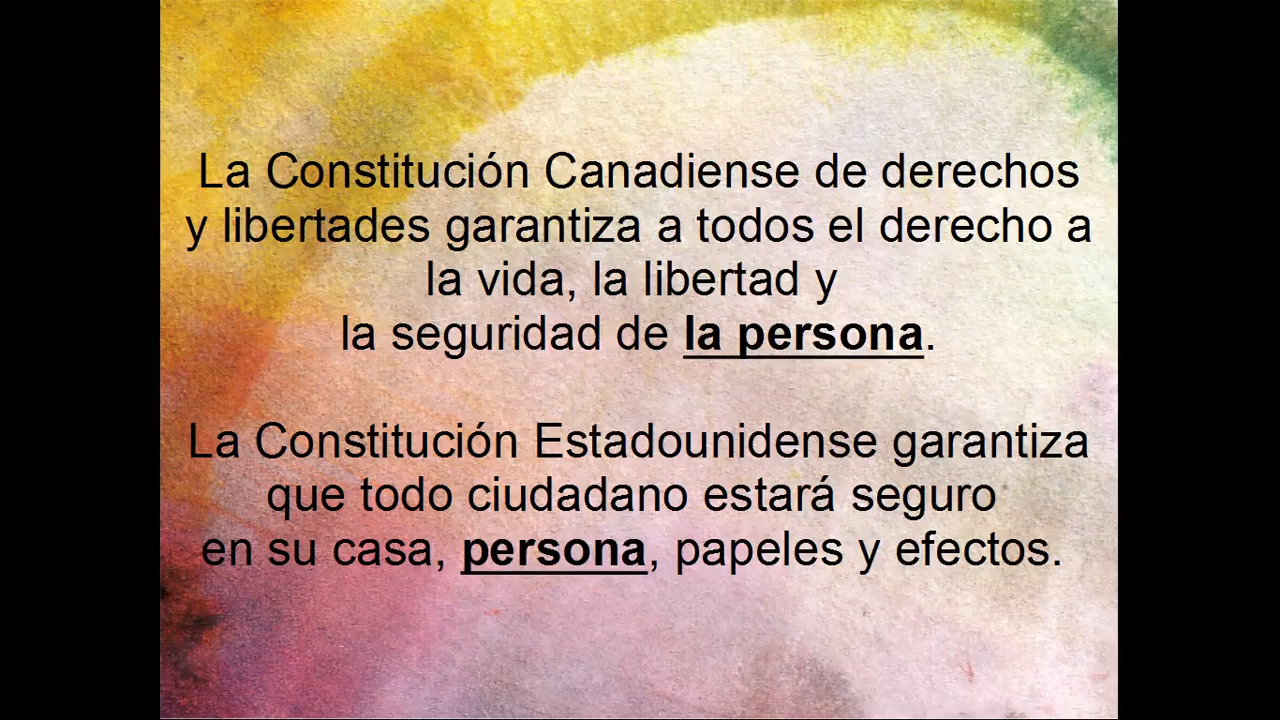 La Constitución Canadiense de derechos
y libertades garantiza a todos el derecho a
la vida, la libertad y
la seguridad de la persona.
La Constitución Estadounidense garantiza
que todo ciudadano estará seguro
en su casa, persona, papeles y efectos.